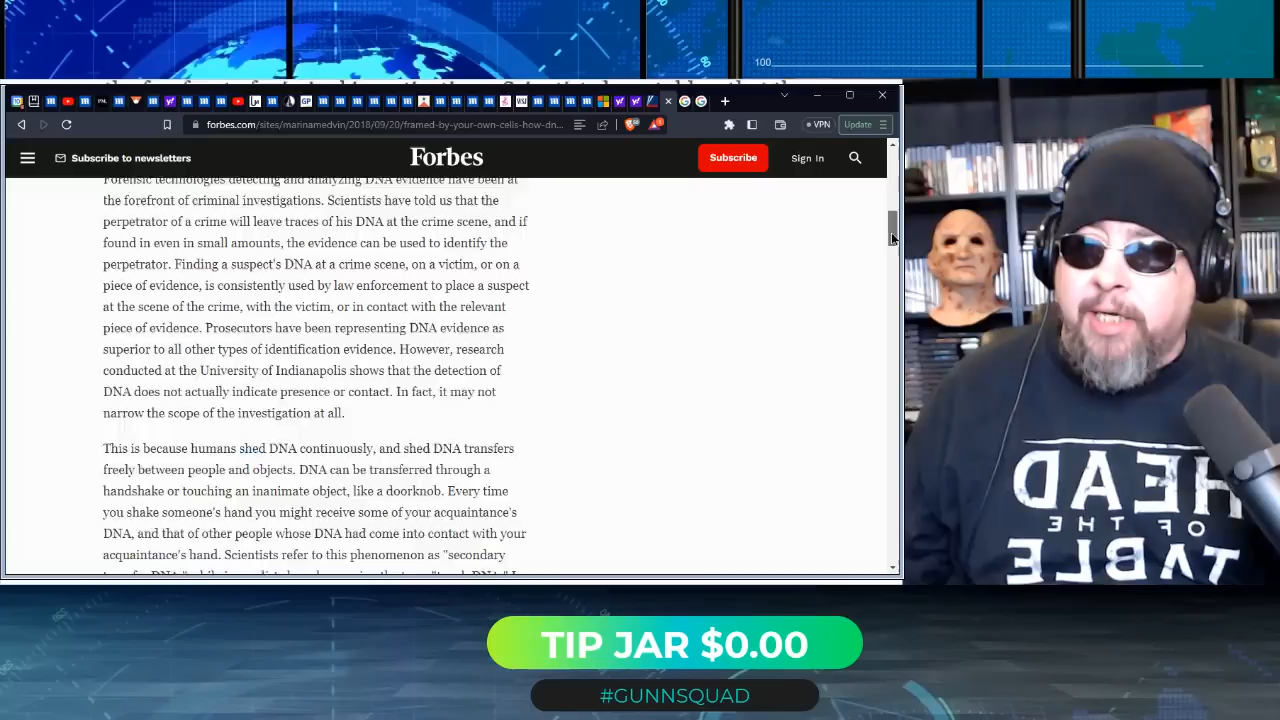 100
forbes.com/sites/marinamedvin/2018/09/20/framed-by-your-own-cells-how-dn...
VPN
Update
Subscribe to newsletters
Forbes
Subscribe
Sign In
Forensic technologies detecting and analyzing DNA evidence have been at
the forefront of criminal investigations. Scientists have told us that the
perpetrator of a crime will leave traces of his DNA at the crime scene, and if
found in even in small amounts, the evidence can be used to identify the
perpetrator. Finding a suspect's DNA at a crime scene, on a victim, or on a
piece of evidence, is consistently used by law enforcement to place a suspect
at the scene of the crime, with the victim, or in contact with the relevant
piece of evidence. Prosecutors have been representing DNA evidence as
superior to all other types of identification evidence. However, research
conducted at the University of Indianapolis shows that the detection of
DNA does not actually indicate presence or contact. In fact, it may not
narrow the scope of the investigation at all.
This is because humans shed DNA continuously, and shed DNA transfers
freely between people and objects. DNA can be transferred through a
handshake or touching an inanimate object, like a doorknob. Every time
you shake someone's hand you might receive some of your acquaintance's
DNA, and that of other people whose DNA had come into contact with your
acquaintance's hand. Scientists refer to this phenomenon as "secondary
HEAD
OF THE
TABLE
TIP JAR $0.00
#GUNNSQUAD